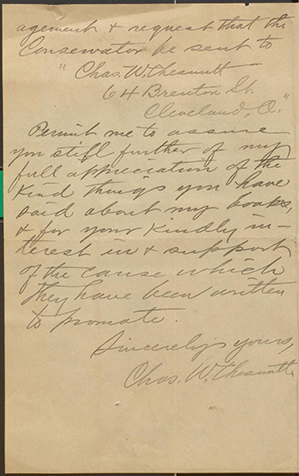 agement & request that the
Conservator be sent to
"Chas. W. Chesnutt
64 Brenton St.
Cleveland, O."
Permit me to assure
you still further of my
full appreciation of the
kind things you have
said about my books,
& for your kindly in-
terest in & support
of the cause which
they have been written
to promote.
Sincerely yours,
Chas. W. Chesnutt.